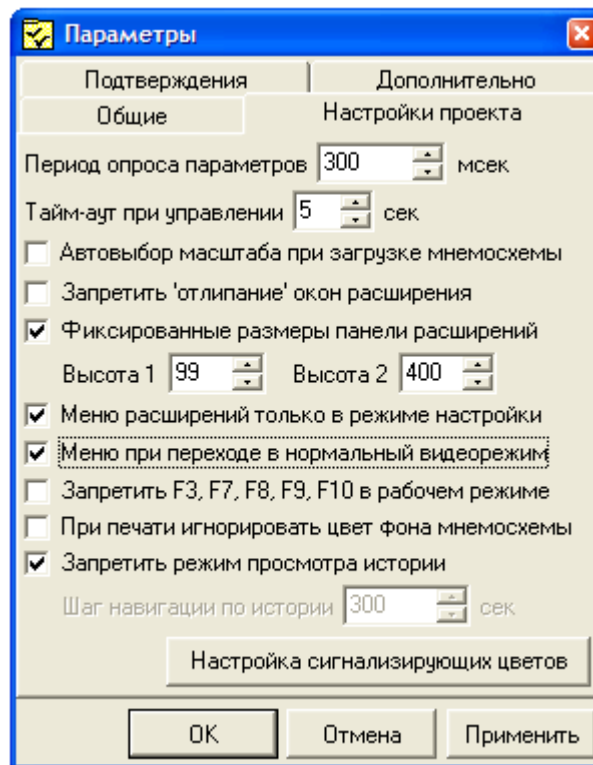 Параметры
Подтверждения Дополнительно
Общие Настройки проекта
Период опроса параметров 300 мсек
Тайм-аут при управлении 5 сек
Автовыбор масштаба при загрузке мнемосхемы
Запретить 'отлипание' окон расширения
Фиксированные размеры панели расширений
Высота 1 99 Высота 2 400
Меню расширений только в режиме настройки
Меню при переходе в нормальный видеорежим
Запретить F3, F7, F8, F9, F10 в рабочем режиме
При печати игнорировать цвет фона мнемосхемы
Запретить режим просмотра истории
Шаг навигации по истории 300 сек
Настройка сигнализирующих цветов
OK Отмена Применить